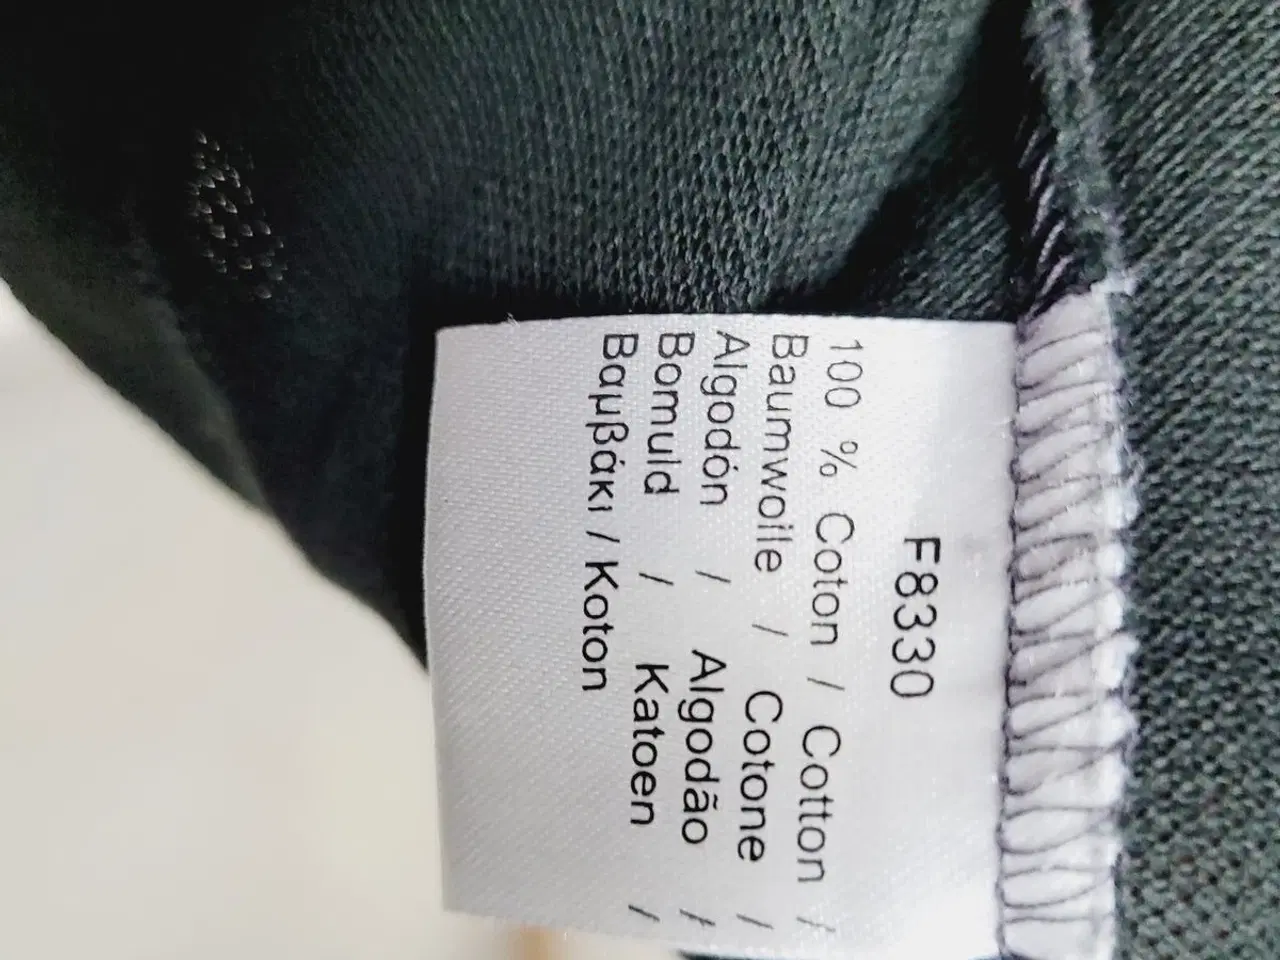 F8330
100 % Coton / Cotton /
Baumwolle / Cotone /
Algodón / Algodão /
Bomuld / Katoen /
Βαμβάκι / Koton